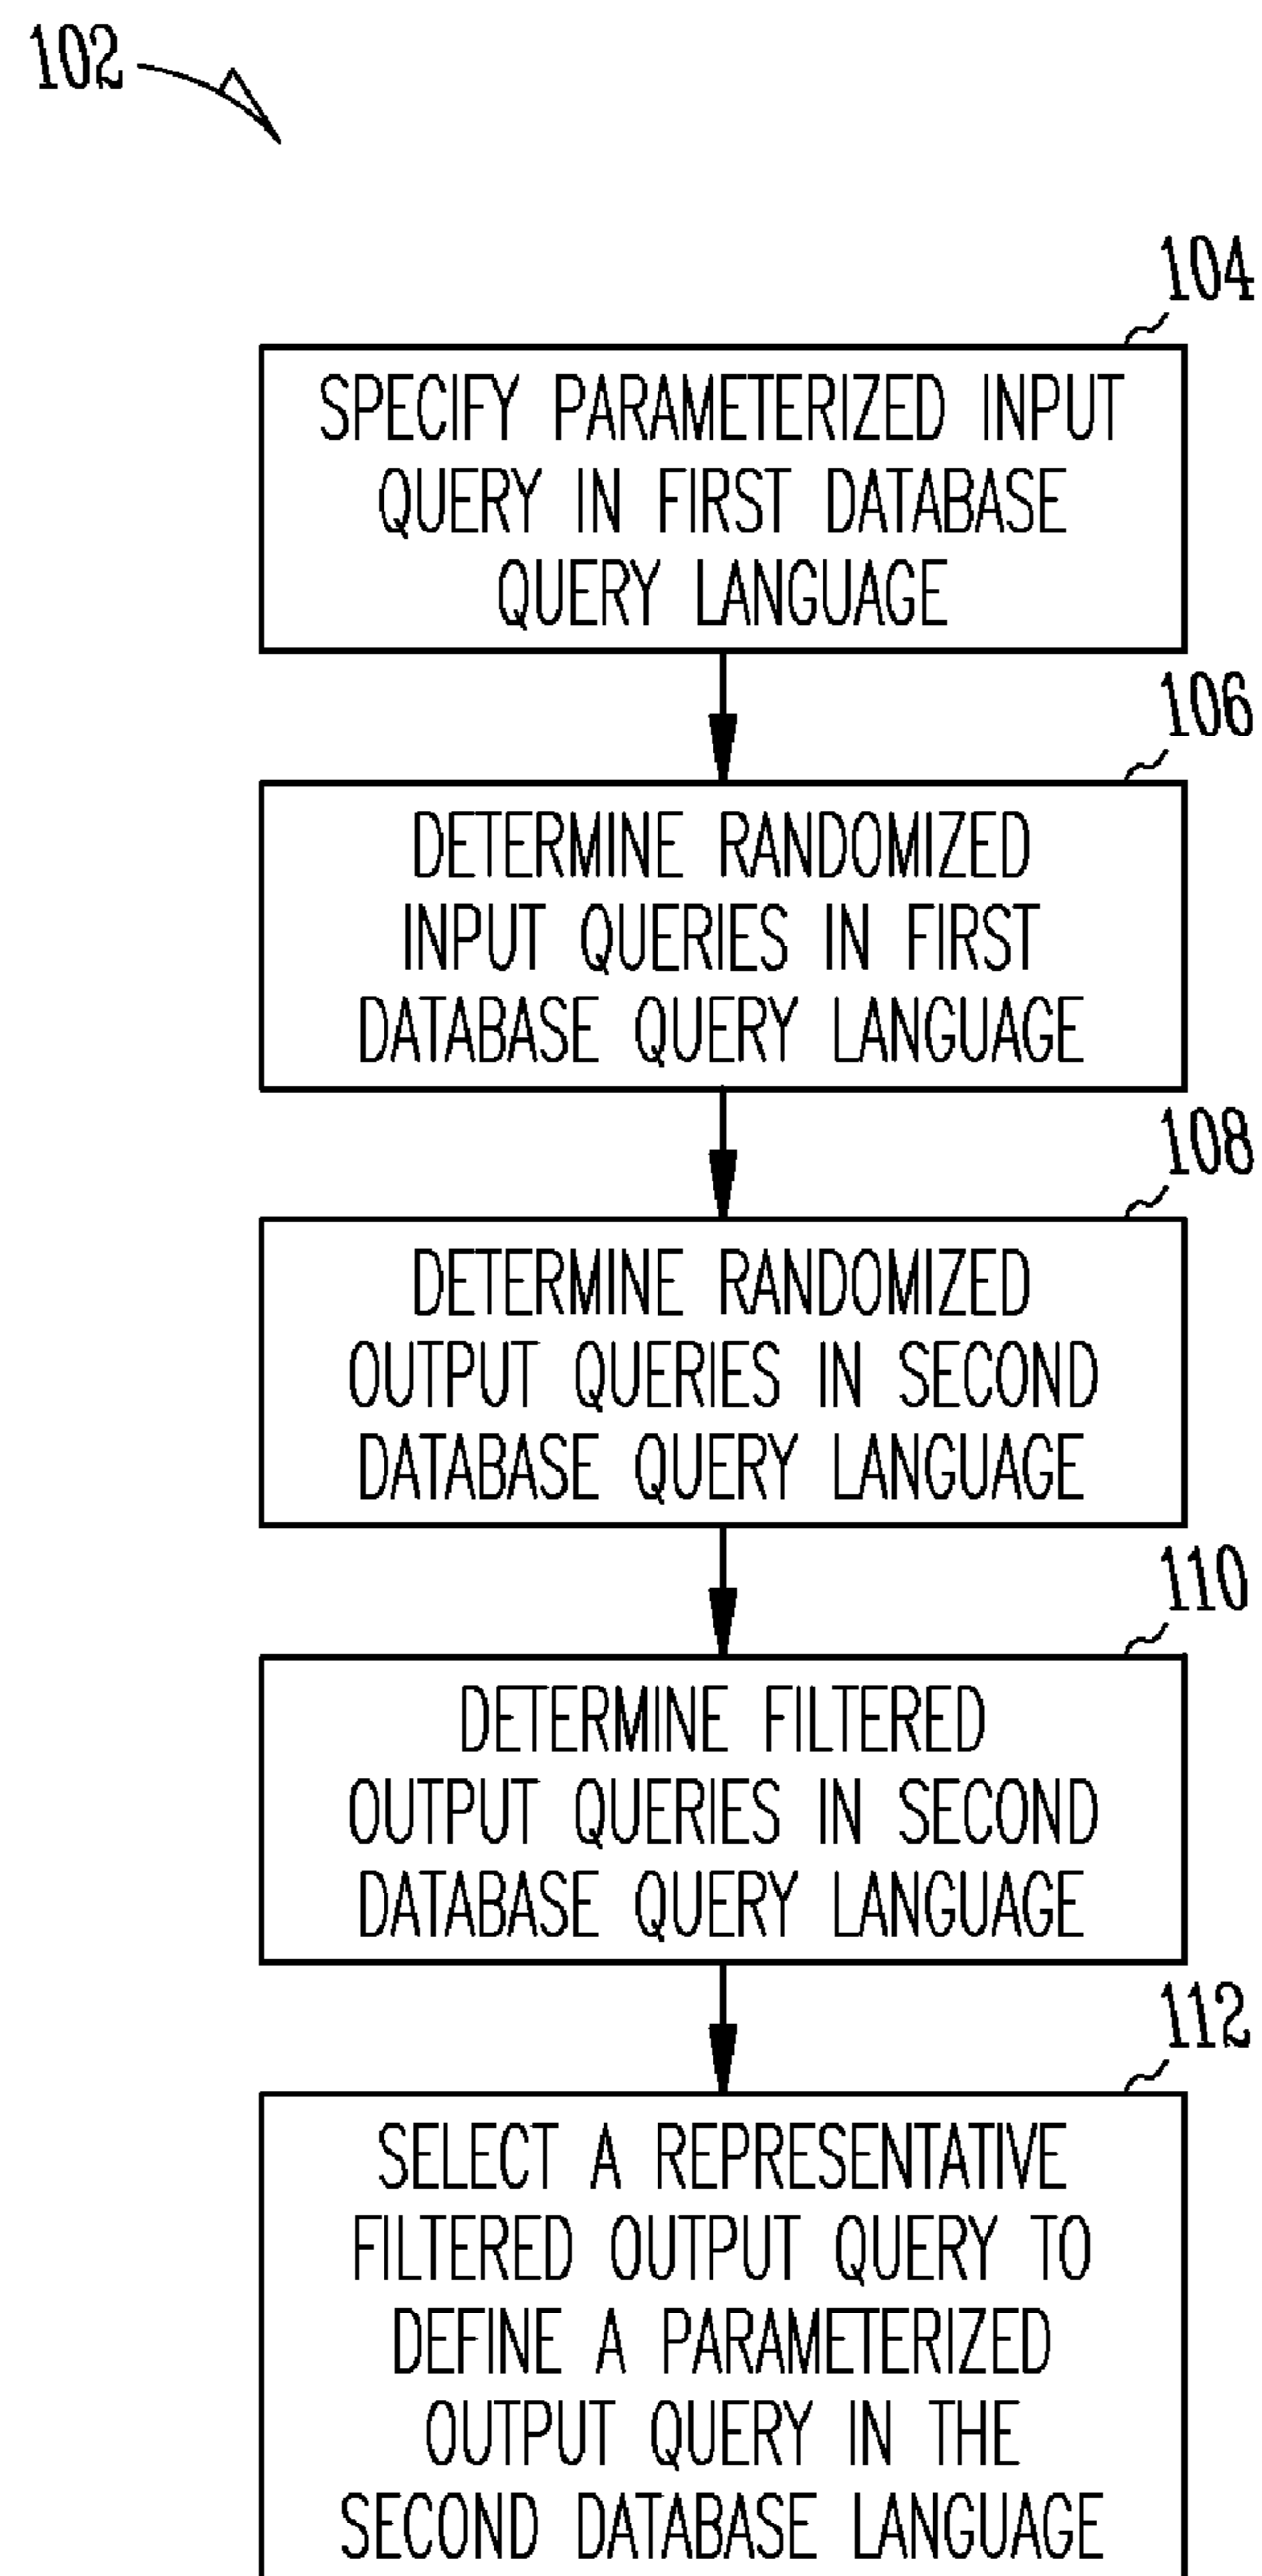 102
104
SPECIFY PARAMETERIZED INPUT
QUERY IN FIRST DATABASE
QUERY LANGUAGE
106
DETERMINE RANDOMIZED
INPUT QUERIES IN FIRST
DATABASE QUERY LANGUAGE
108
DETERMINE RANDOMIZED
OUTPUT QUERIES IN SECOND
DATABASE QUERY LANGUAGE
110
DETERMINE FILTERED
OUTPUT QUERIES IN SECOND
DATABASE QUERY LANGUAGE
112
SELECT A REPRESENTATIVE
FILTERED OUTPUT QUERY TO
DEFINE A PARAMETERIZED
OUTPUT QUERY IN THE
SECOND DATABASE LANGUAGE